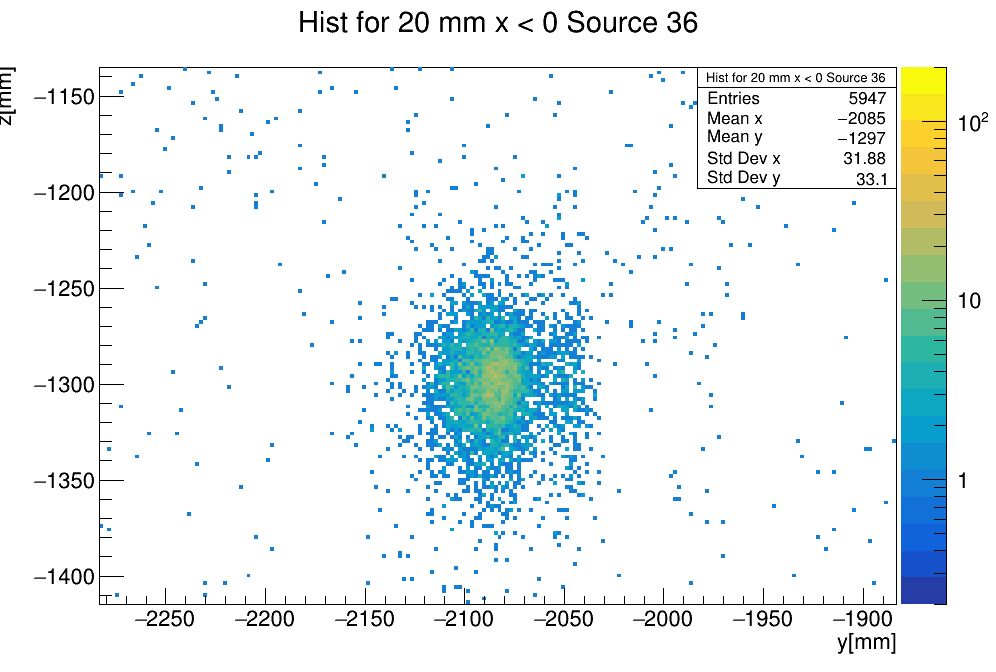 Hist for 20 mm x < 0 Source 36
z[mm]
Hist for 20 mm x < 0 Source 36
Entries 5947
Mean x −2085
Mean y −1297
Std Dev x 31.88
Std Dev y 33.1
−1150
−1200
−1250
−1300
−1350
−1400
10²
10
1
−2250 −2200 −2150 −2100 −2050 −2000 −1950 −1900
y[mm]